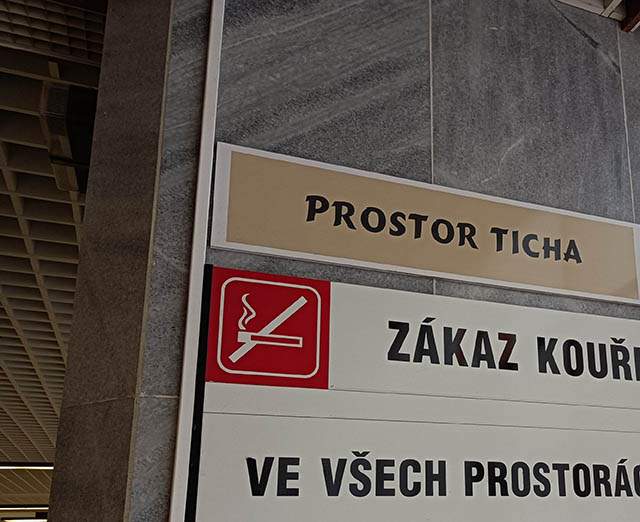 PROSTOR TICHA
ZÁKAZ KOUŘ
VE VŠECH PROSTORÁ